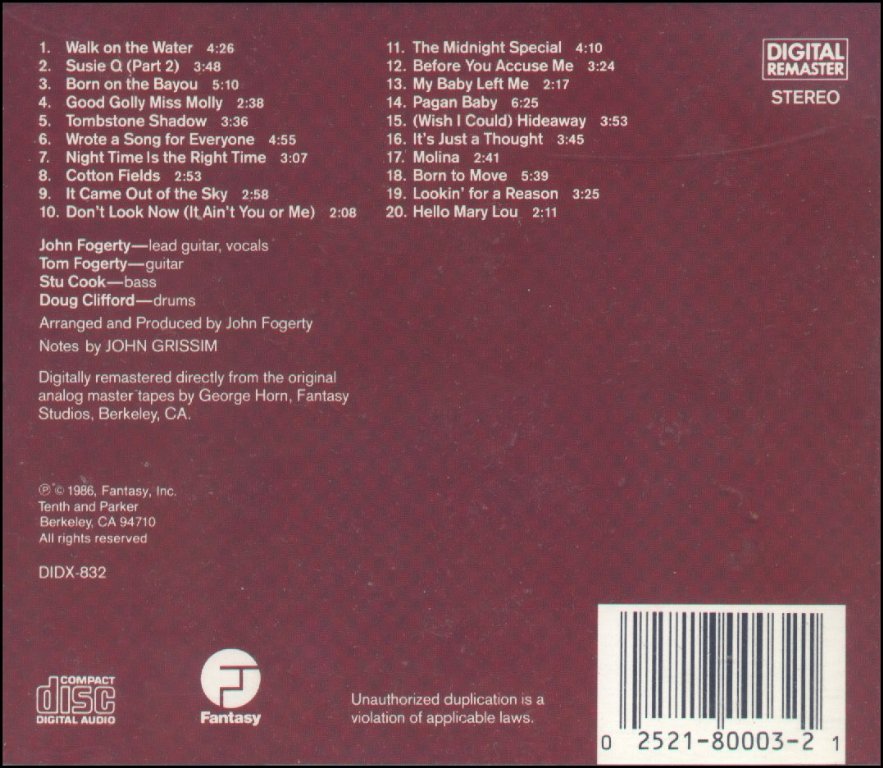 1. Walk on the Water 4:26
2. Susie Q (Part 2) 3:48
3. Born on the Bayou 5:10
4. Good Golly Miss Molly 2:38
5. Tombstone Shadow 3:36
6. Wrote a Song for Everyone 4:55
7. Night Time Is the Right Time 3:07
8. Cotton Fields 2:53
9. It Came Out of the Sky 2:58
10. Don't Look Now (It Ain't You or Me) 2:08
11. The Midnight Special 4:10
12. Before You Accuse Me 3:24
13. My Baby Left Me 2:17
14. Pagan Baby 6:25
15. (Wish I Could) Hideaway 3:53
16. It's Just a Thought 3:45
17. Molina 2:41
18. Born to Move 5:39
19. Lookin' for a Reason 3:25
20. Hello Mary Lou 2:11
DIGITAL
REMASTER
STEREO
John Fogerty—lead guitar, vocals
Tom Fogerty—guitar
Stu Cook—bass
Doug Clifford—drums
Arranged and Produced by John Fogerty
Notes by JOHN GRISSIM
Digitally remastered directly from the original
analog master tapes by George Horn, Fantasy
Studios, Berkeley, CA.
℗ © 1986, Fantasy, Inc.
Tenth and Parker
Berkeley, CA 94710
All rights reserved
DIDX-832
COMPACT
disc
DIGITAL AUDIO
Fantasy
Unauthorized duplication is a
violation of applicable laws.
0 2521-80003-2 1